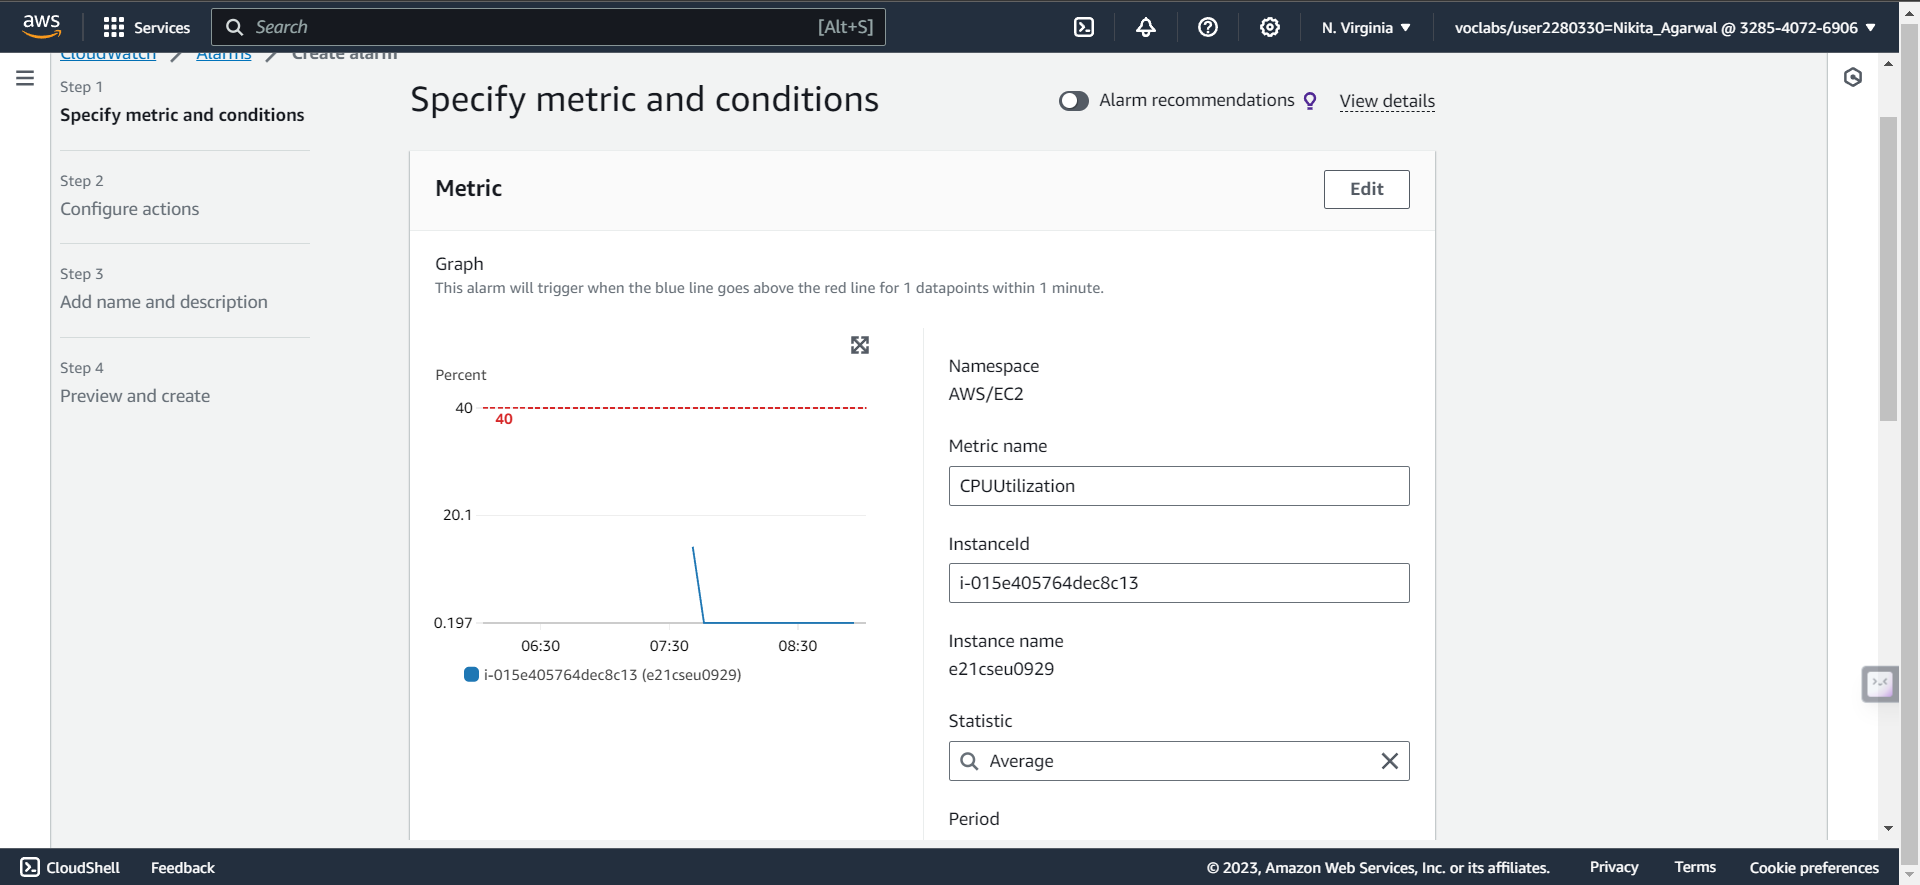 aws
Services
Search
[Alt+S]
N. Virginia
voclabs/user2280330=Nikita_Agarwal @ 3285-4072-6906
CloudWatch
Alarms
Create alarm
Step 1
Specify metric and conditions
Step 2
Configure actions
Step 3
Add name and description
Step 4
Preview and create
Specify metric and conditions
Alarm recommendations
View details
Metric
Edit
Graph
This alarm will trigger when the blue line goes above the red line for 1 datapoints within 1 minute.
Percent
40
40
20.1
0.197
06:30
07:30
08:30
i-015e405764dec8c13 (e21cseu0929)
Namespace
AWS/EC2
Metric name
CPUUtilization
InstanceId
i-015e405764dec8c13
Instance name
e21cseu0929
Statistic
Average
Period
CloudShell
Feedback
© 2023, Amazon Web Services, Inc. or its affiliates.
Privacy
Terms
Cookie preferences